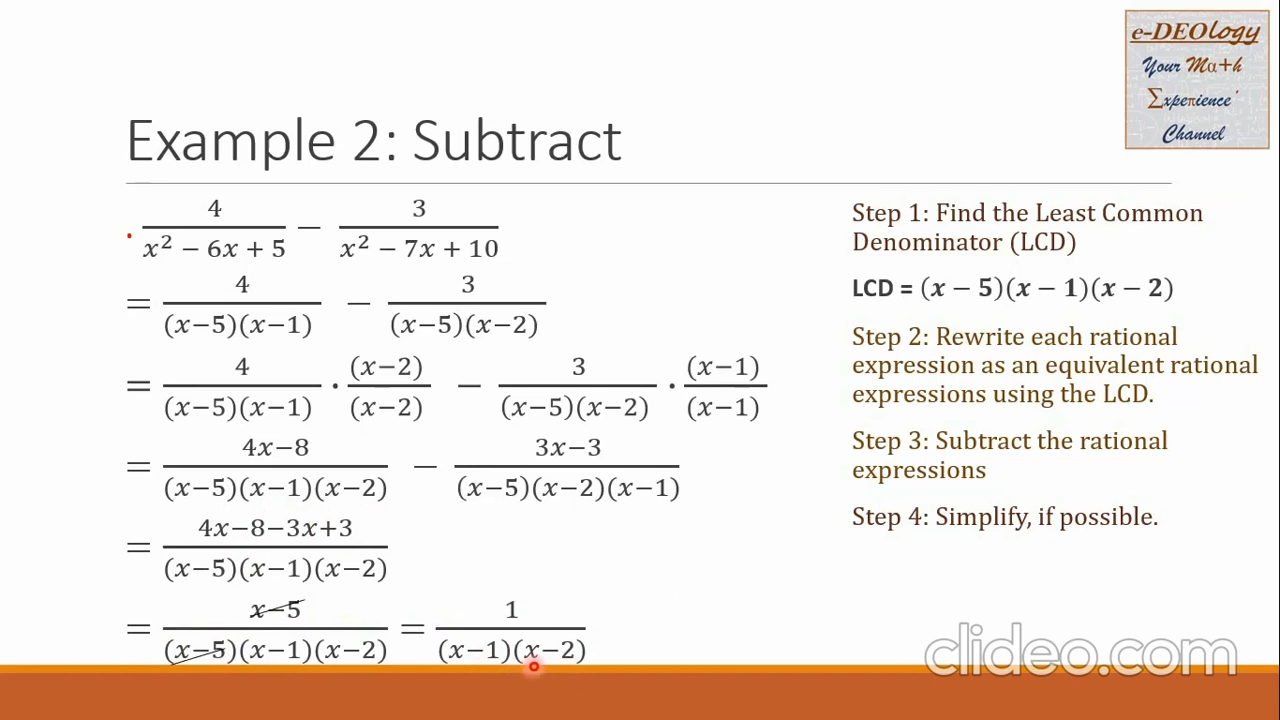 e-DEOlogy
Your Mα+h
Σxpeπience'
Channel
Example 2: Subtract
. 4/(x² − 6x + 5) − 3/(x² − 7x + 10)
= 4/((x−5)(x−1)) − 3/((x−5)(x−2))
= 4/((x−5)(x−1)) · (x−2)/(x−2) − 3/((x−5)(x−2)) · (x−1)/(x−1)
= (4x−8)/((x−5)(x−1)(x−2)) − (3x−3)/((x−5)(x−2)(x−1))
= (4x−8−3x+3)/((x−5)(x−1)(x−2))
= (x−5)/((x−5)(x−1)(x−2)) = 1/((x−1)(x−2))
Step 1: Find the Least Common
Denominator (LCD)
LCD = (x − 5)(x − 1)(x − 2)
Step 2: Rewrite each rational
expression as an equivalent rational
expressions using the LCD.
Step 3: Subtract the rational
expressions
Step 4: Simplify, if possible.
clideo.com